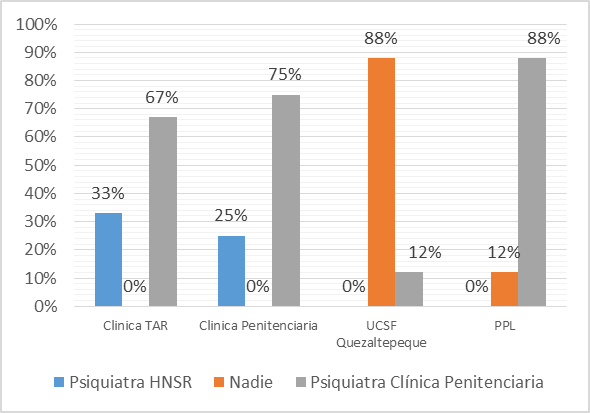 100%
90%
80%
70%
60%
50%
40%
30%
20%
10%
0%
33%
0%
67%
25%
0%
75%
0%
88%
12%
0%
12%
88%
Clinica TAR
Clinica Penitenciaria
UCSF
Quezaltepeque
PPL
Psiquiatra HNSR
Nadie
Psiquiatra Clínica Penitenciaria